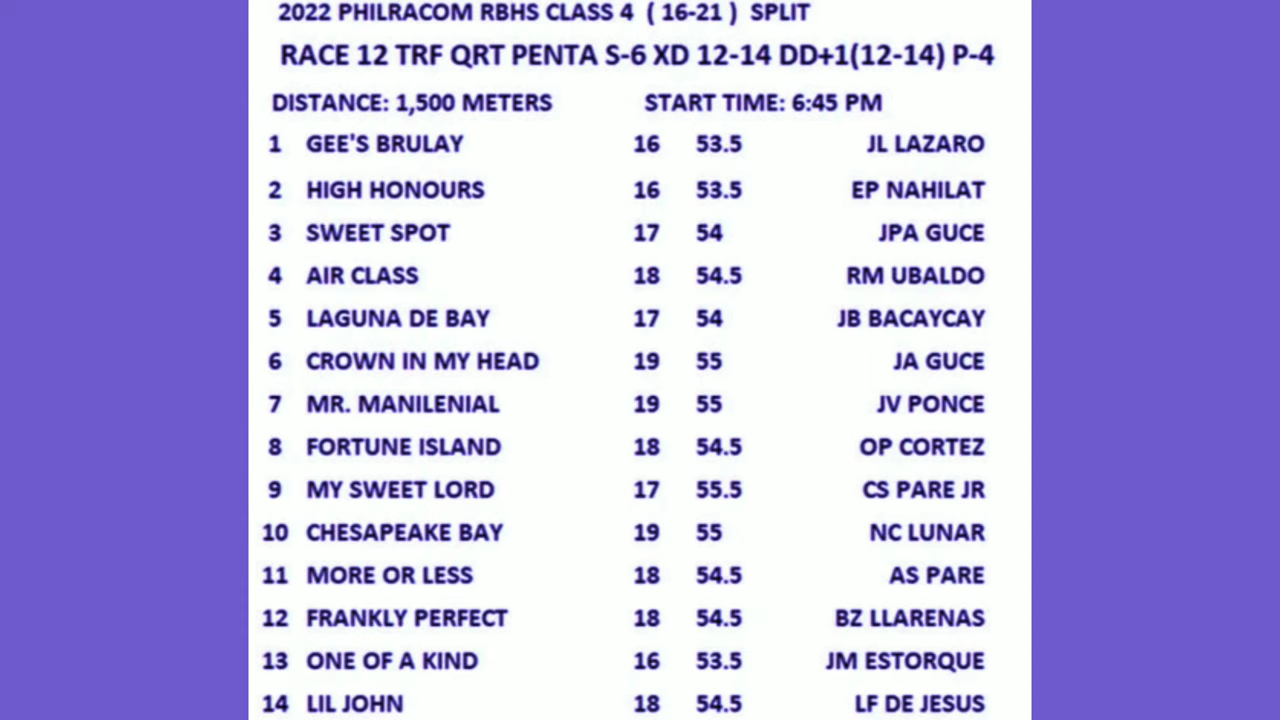 2022 PHILRACOM RBHS CLASS 4 ( 16-21 ) SPLIT
RACE 12 TRF QRT PENTA S-6 XD 12-14 DD+1(12-14) P-4
DISTANCE: 1,500 METERS START TIME: 6:45 PM
1 GEE'S BRULAY 16 53.5 JL LAZARO
2 HIGH HONOURS 16 53.5 EP NAHILAT
3 SWEET SPOT 17 54 JPA GUCE
4 AIR CLASS 18 54.5 RM UBALDO
5 LAGUNA DE BAY 17 54 JB BACAYCAY
6 CROWN IN MY HEAD 19 55 JA GUCE
7 MR. MANILENIAL 19 55 JV PONCE
8 FORTUNE ISLAND 18 54.5 OP CORTEZ
9 MY SWEET LORD 17 55.5 CS PARE JR
10 CHESAPEAKE BAY 19 55 NC LUNAR
11 MORE OR LESS 18 54.5 AS PARE
12 FRANKLY PERFECT 18 54.5 BZ LLARENAS
13 ONE OF A KIND 16 53.5 JM ESTORQUE
14 LIL JOHN 18 54.5 LF DE JESUS